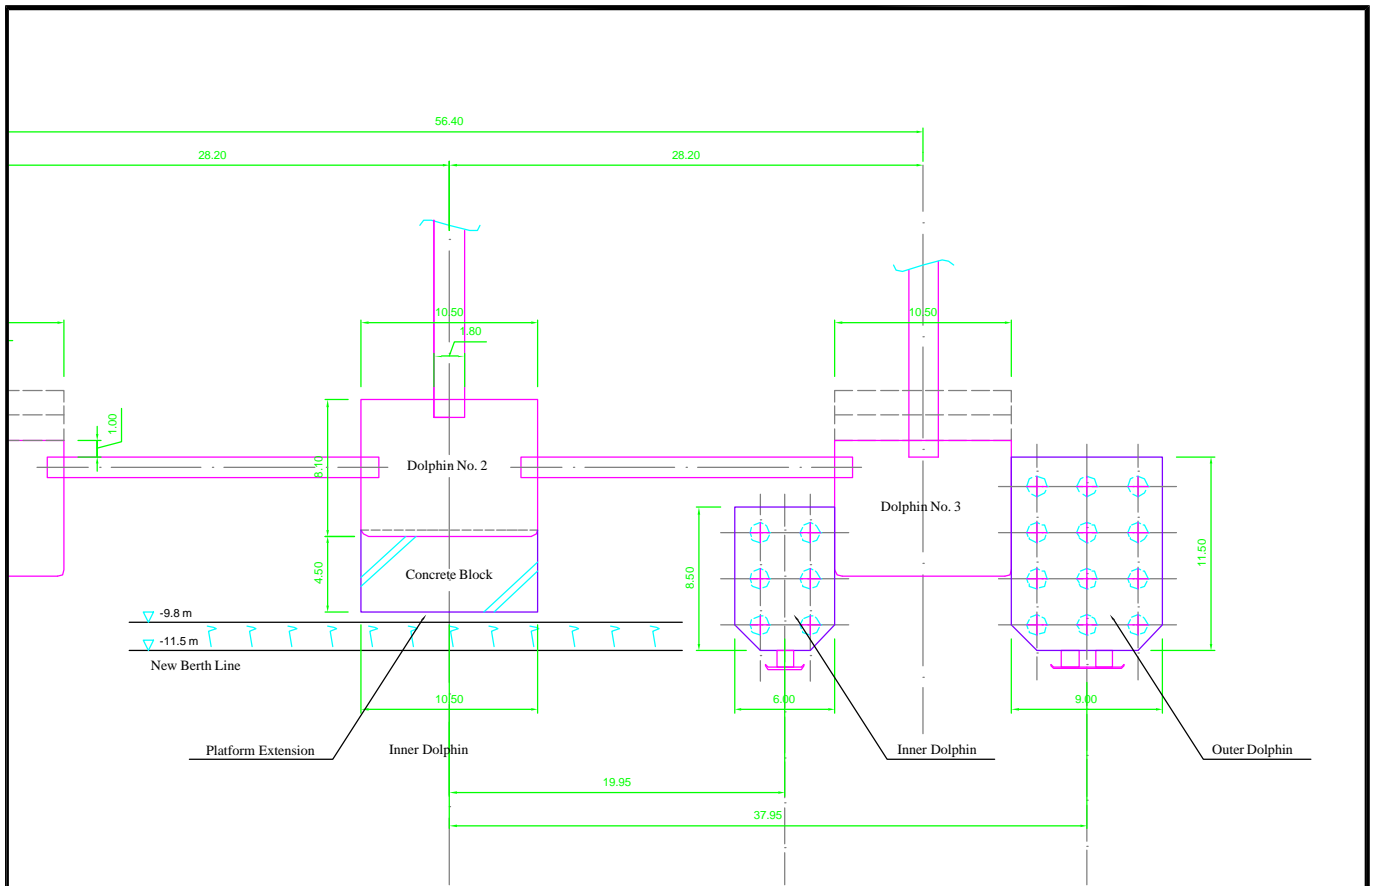 56.40
28.20
28.20
10.50
1.80
10.50
1.00
8.10
Dolphin No. 2
Dolphin No. 3
4.50
Concrete Block
8.50
11.50
-9.8 m
-11.5 m
New Berth Line
10.50
6.00
9.00
Platform Extension
Inner Dolphin
Inner Dolphin
Outer Dolphin
19.95
37.95